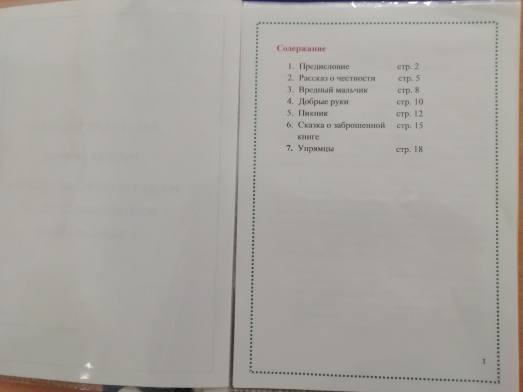 Содержание
1. Предисловие стр. 2
2. Рассказ о честности стр. 5
3. Вредный мальчик стр. 8
4. Добрые руки стр. 10
5. Пикник стр. 12
6. Сказка о заброшенной стр. 15
книге
7. Упрямцы стр. 18
1